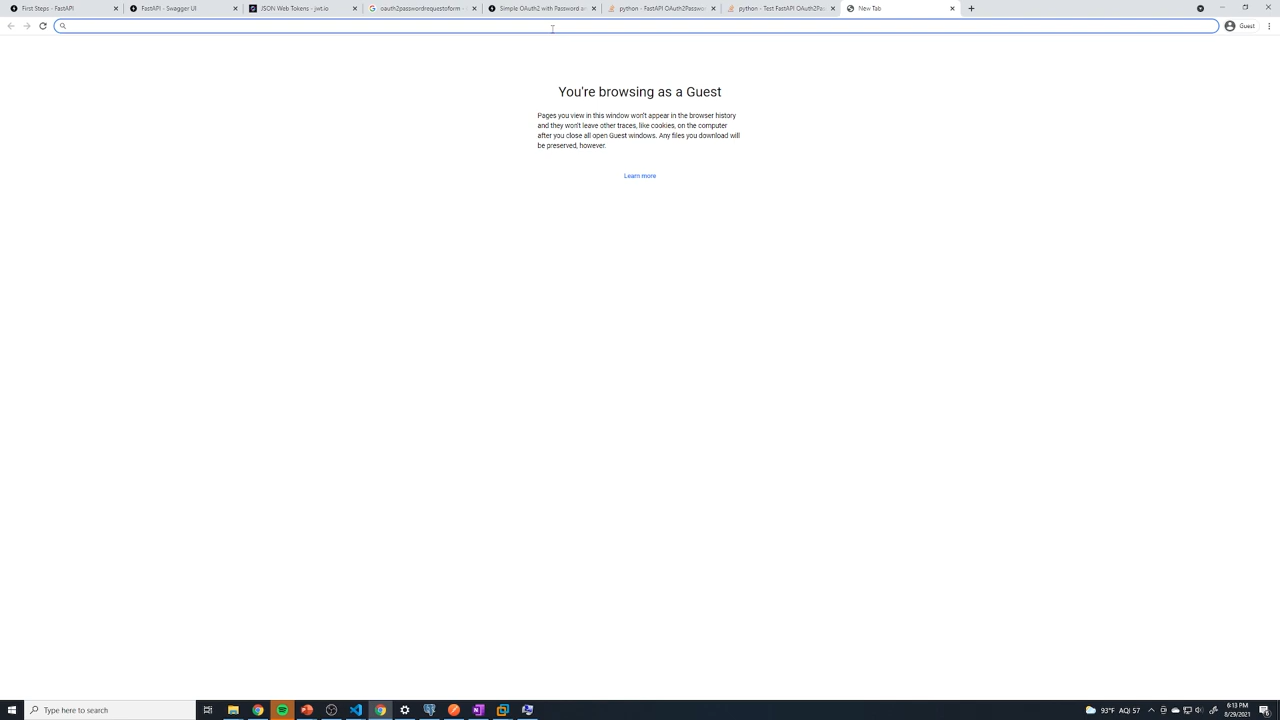 First Steps - FastAPI
FastAPI - Swagger UI
JSON Web Tokens - jwt.io
oauth2passwordrequestoform -
Simple OAuth2 with Password an
python - FastAPI OAuth2Passwor
python - Test FastAPI OAuth2Pas
New Tab
Guest
You're browsing as a Guest
Pages you view in this window won't appear in the browser history
and they won't leave other traces, like cookies, on the computer
after you close all open Guest windows. Any files you download will
be preserved, however.
Learn more
Type here to search
93°F AQI 57
6:13 PM
8/29/2021